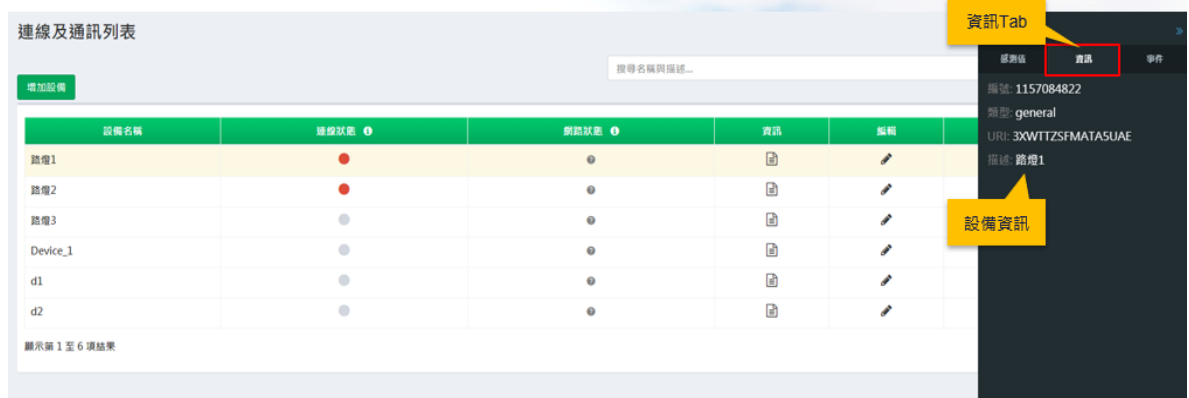 連線及通訊列表
搜尋名稱與描述...
增加設備
設備名稱 連線狀態 網路狀態 資訊 編輯
路燈1
路燈2
路燈3
Device_1
d1
d2
顯示第 1 至 6 項結果
資訊Tab
»
感測值 資訊 事件
編號: 1157084822
類型: general
URI: 3XWTTZSFMATA5UAE
描述: 路燈1
設備資訊